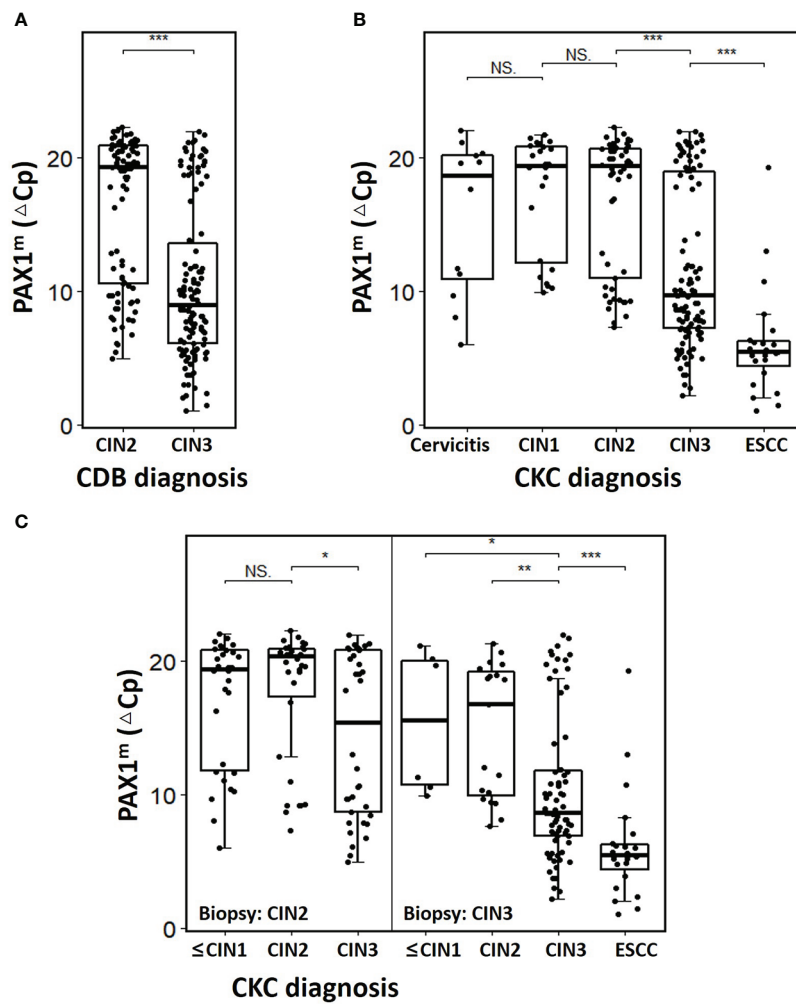 A
***
PAX1ᵐ (△Cp)
20
10
0
CIN2 CIN3
CDB diagnosis
B
NS. NS. *** ***
PAX1ᵐ (△Cp)
20
10
0
Cervicitis CIN1 CIN2 CIN3 ESCC
CKC diagnosis
C
NS. * * ** ***
PAX1ᵐ (△Cp)
20
10
0
Biopsy: CIN2 Biopsy: CIN3
≤CIN1 CIN2 CIN3 ≤CIN1 CIN2 CIN3 ESCC
CKC diagnosis